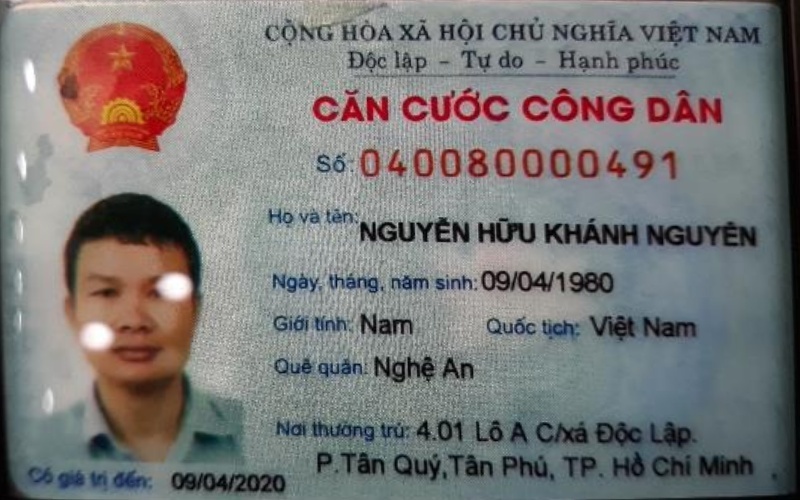 CỘNG HÒA XÃ HỘI CHỦ NGHĨA VIỆT NAM
Độc lập - Tự do - Hạnh phúc
CĂN CƯỚC CÔNG DÂN
Số: 040080000491
Họ và tên: NGUYỄN HỮU KHÁNH NGUYÊN
Ngày, tháng, năm sinh: 09/04/1980
Giới tính: Nam Quốc tịch: Việt Nam
Quê quán: Nghệ An
Nơi thường trú: 4.01 Lô A C/xá Độc Lập.
P.Tân Quý,Tân Phú, TP. Hồ Chí Minh
Có giá trị đến: 09/04/2020